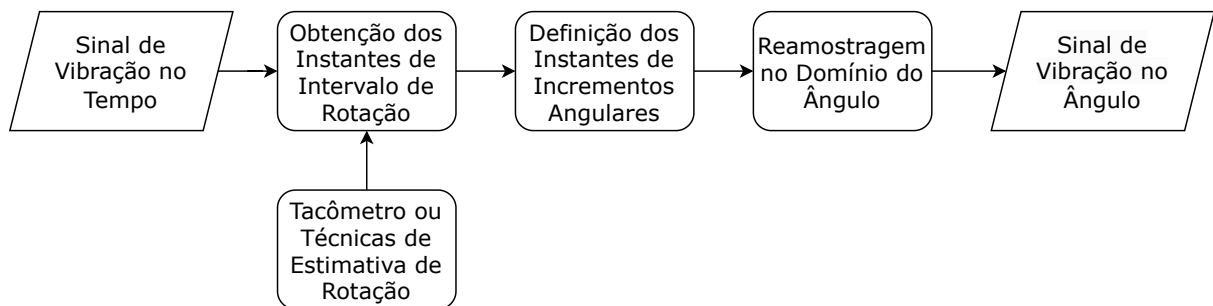 Sinal de
Vibração no
Tempo
Obtenção dos
Instantes de
Intervalo de
Rotação
Definição dos
Instantes de
Incrementos
Angulares
Reamostragem
no Domínio do
Ângulo
Sinal de
Vibração no
Ângulo
Tacômetro ou
Técnicas de
Estimativa de
Rotação